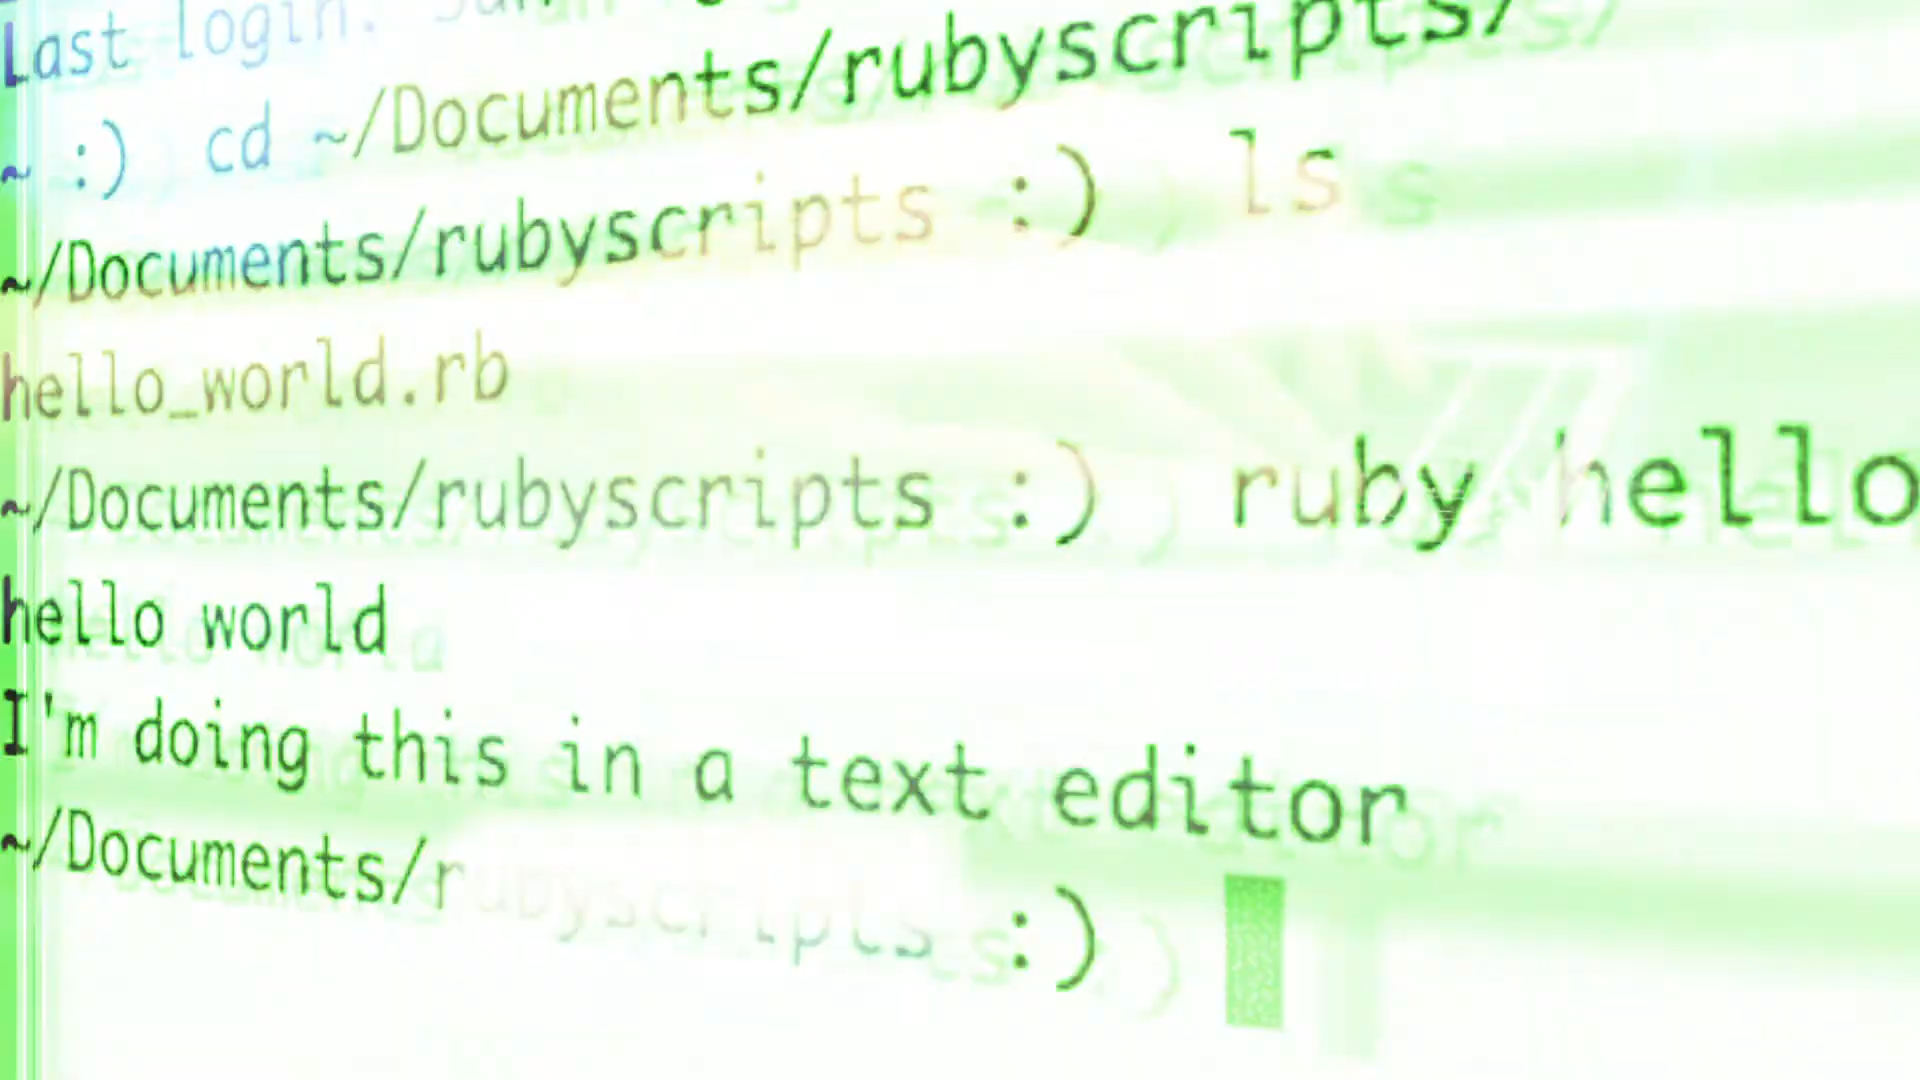 Last login:
~ :) cd ~/Documents/rubyscripts/
~/Documents/rubyscripts :) ls
hello_world.rb
~/Documents/rubyscripts :) ruby hello
hello world
I'm doing this in a text editor
~/Documents/rubyscripts :)